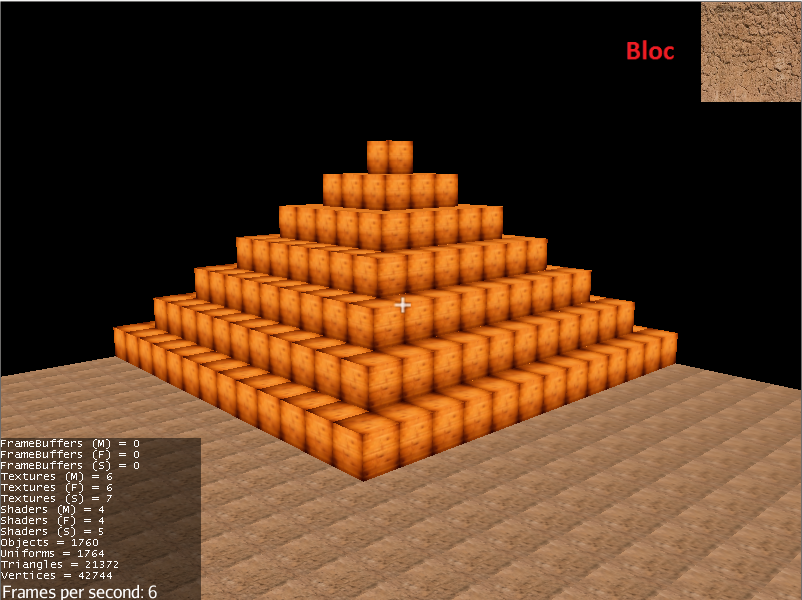 Bloc
FrameBuffers (M) = 0
FrameBuffers (F) = 0
FrameBuffers (S) = 0
Textures (M) = 6
Textures (F) = 6
Textures (S) = 7
Shaders (M) = 4
Shaders (F) = 4
Shaders (S) = 5
Objects = 1760
Uniforms = 1764
Triangles = 21372
Vertices = 42744
Frames per second: 6